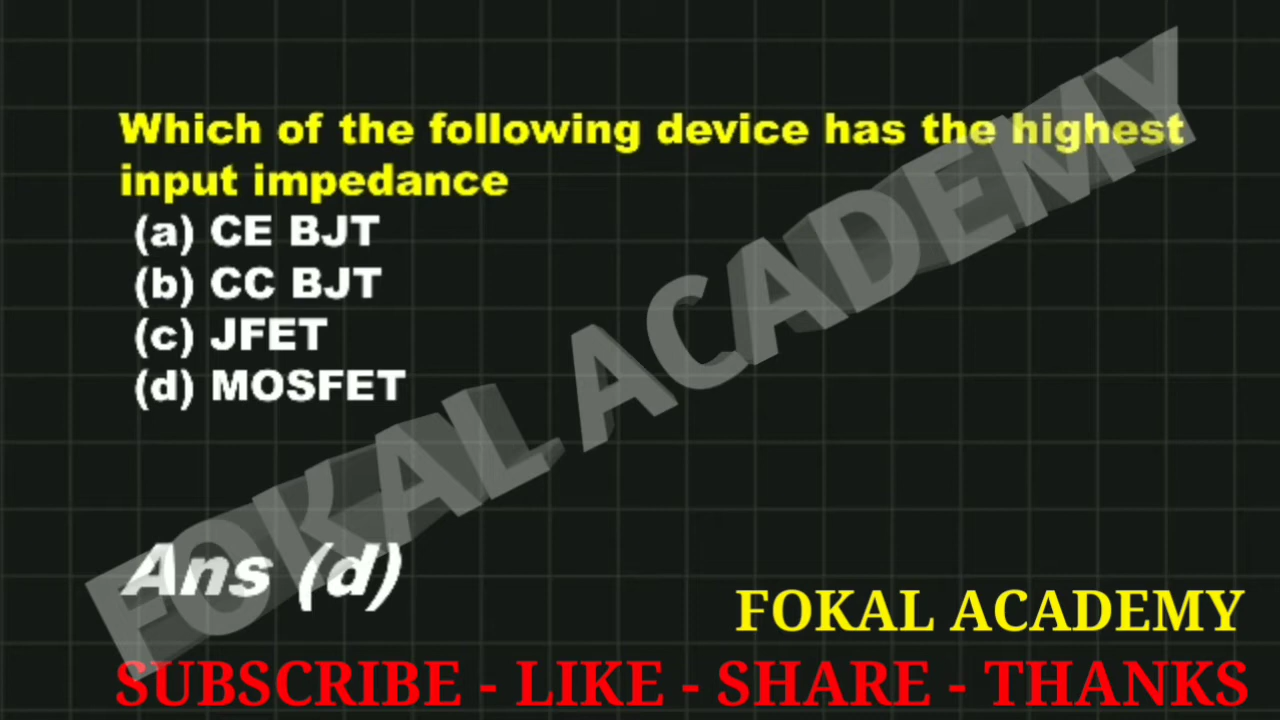 Which of the following device has the highest
input impedance
(a) CE BJT
(b) CC BJT
(c) JFET
(d) MOSFET
FOKAL ACADEMY
Ans (d)
FOKAL ACADEMY
SUBSCRIBE - LIKE - SHARE - THANKS